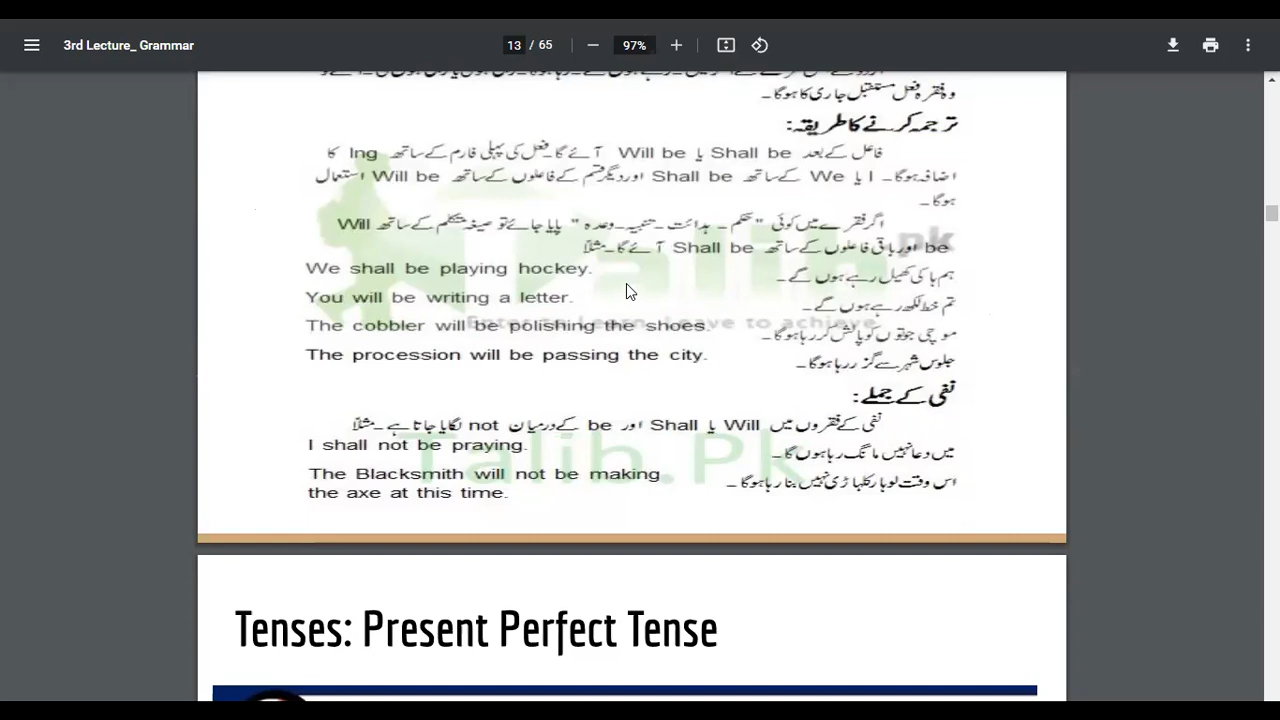 3rd Lecture_ Grammar
13 / 65
97%
وہ فقرہ فعل مستقبل جاری کا ہوگا۔
ترجمہ کرنے کا طریقہ:
فاعل کے بعد Shall be یا Will be آئے گا۔فعل کی پہلی فارم کے ساتھ Ing کا
اضافہ ہوگا۔ I یا We کے ساتھ Shall be اور دیگر قسم کے فاعلوں کے ساتھ Will be استعمال
ہوگا۔
اگر فقرے میں کوئی "حکم۔ ہدائت۔ تنبیہ۔ وعدہ" پایا جائے تو صیغہ متکلم کے ساتھ Will
be اور باقی فاعلوں کے ساتھ Shall be آئے گا۔مثلاً
We shall be playing hockey. ہم ہاکی کھیل رہے ہوں گے۔
You will be writing a letter. تم خط لکھ رہے ہوں گے۔
The cobbler will be polishing the shoes. موچی جوتوں کو پالش کر رہا ہوگا۔
Enter to Learn, Leave to achieve
The procession will be passing the city. جلوس شہر سے گزر رہا ہوگا۔
نفی کے جملے:
نفی کے فقروں میں Will یا Shall اور be کے درمیان not لگایا جاتا ہے۔مثلاً
I shall not be praying. میں دعا نہیں مانگ رہا ہوں گا۔
Talib.Pk
The Blacksmith will not be making اس وقت لوہار کلہاڑی نہیں بنا رہا ہوگا۔
the axe at this time.
Tenses: Present Perfect Tense